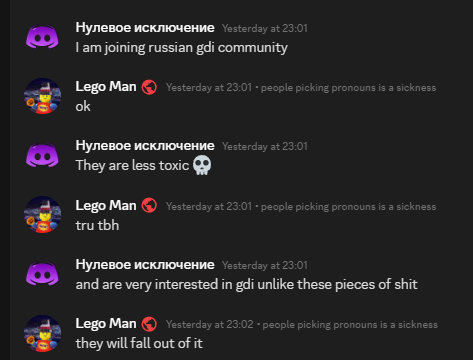 Нулевое исключение Yesterday at 23:01
I am joining russian gdi community
Lego Man Yesterday at 23:01 • people picking pronouns is a sickness
ok
Нулевое исключение Yesterday at 23:01
They are less toxic 💀
Lego Man Yesterday at 23:01 • people picking pronouns is a sickness
tru tbh
Нулевое исключение Yesterday at 23:01
and are very interested in gdi unlike these pieces of shit
Lego Man Yesterday at 23:02 • people picking pronouns is a sickness
they will fall out of it